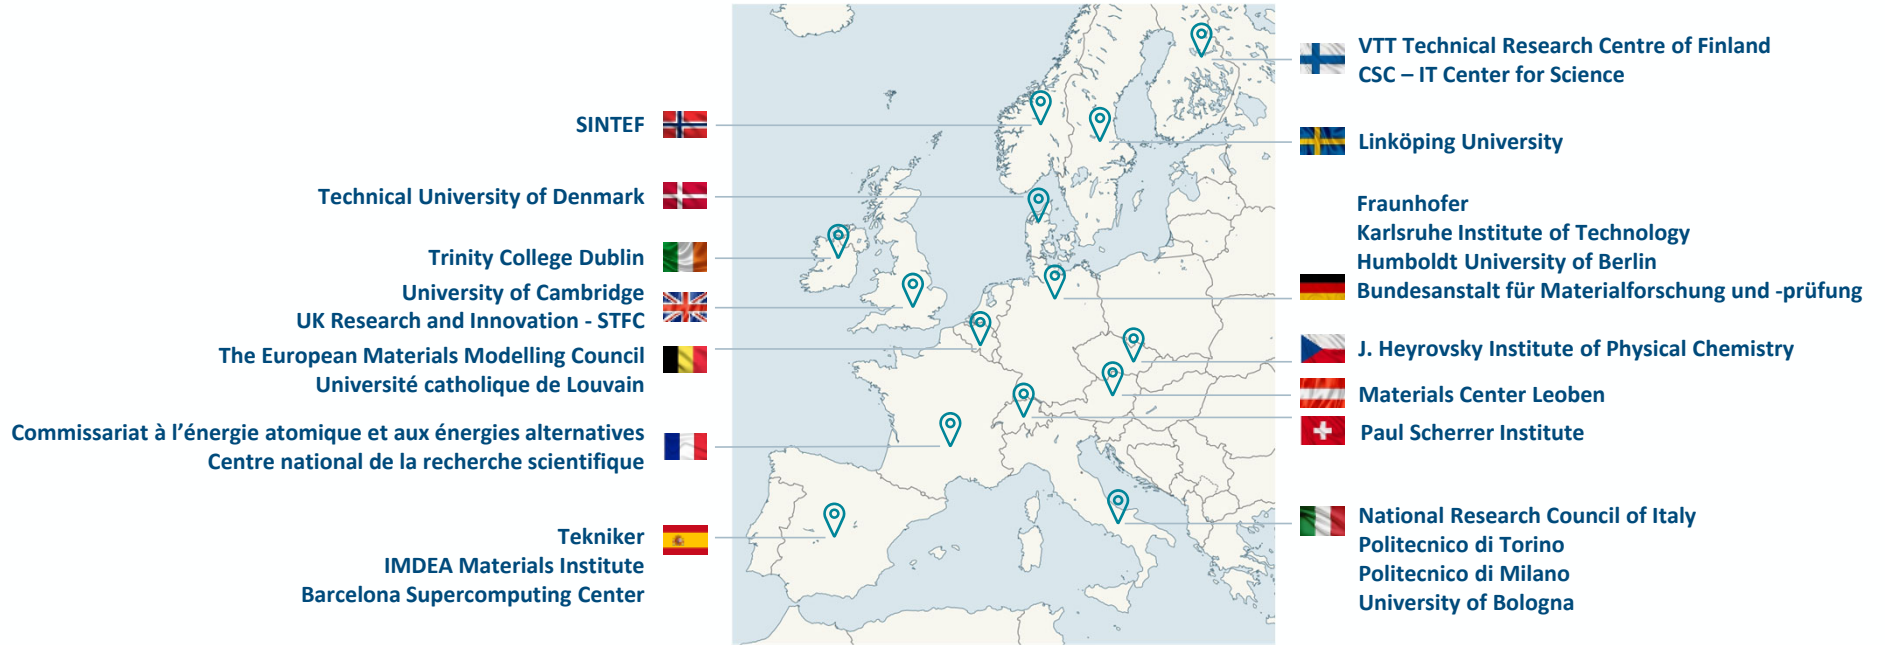 SINTEF
Technical University of Denmark
Trinity College Dublin
University of Cambridge
UK Research and Innovation - STFC
The European Materials Modelling Council
Université catholique de Louvain
Commissariat à l’énergie atomique et aux énergies alternatives
Centre national de la recherche scientifique
Tekniker
IMDEA Materials Institute
Barcelona Supercomputing Center
VTT Technical Research Centre of Finland
CSC – IT Center for Science
Linköping University
Fraunhofer
Karlsruhe Institute of Technology
Humboldt University of Berlin
Bundesanstalt für Materialforschung und -prüfung
J. Heyrovsky Institute of Physical Chemistry
Materials Center Leoben
Paul Scherrer Institute
National Research Council of Italy
Politecnico di Torino
Politecnico di Milano
University of Bologna